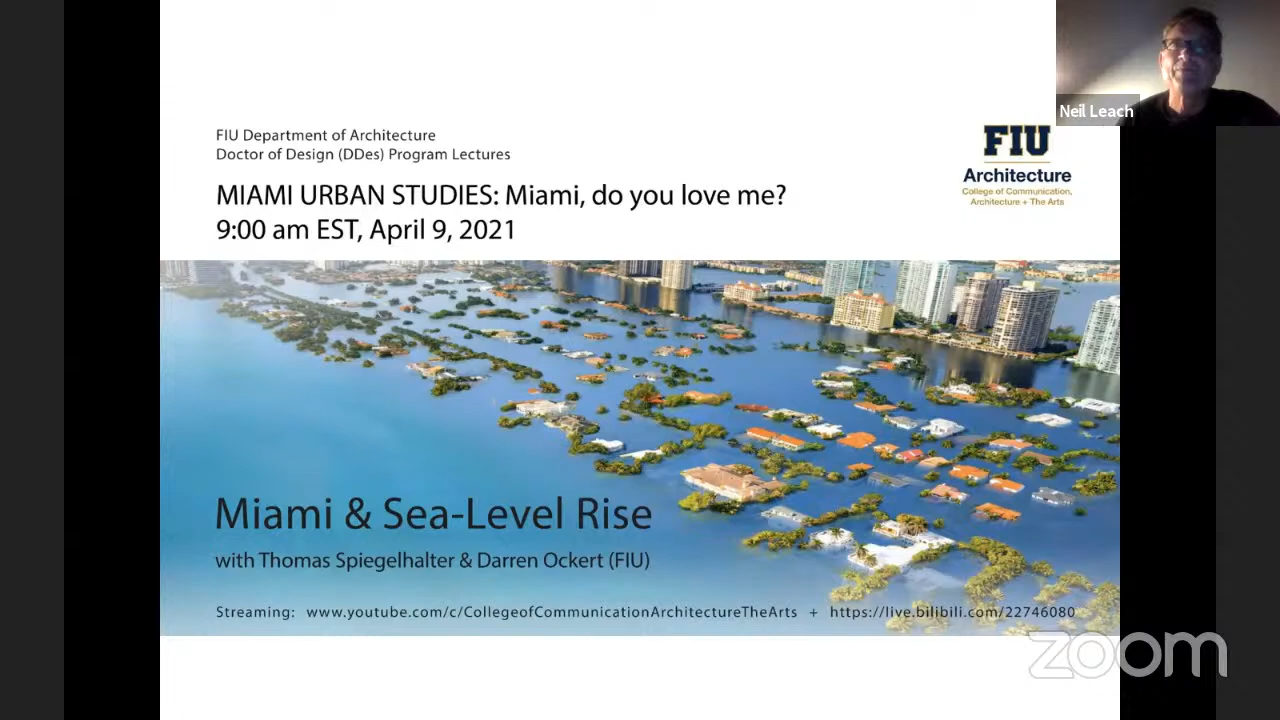 Neil Leach
FIU Department of Architecture
Doctor of Design (DDes) Program Lectures
MIAMI URBAN STUDIES: Miami, do you love me?
9:00 am EST, April 9, 2021
FIU
Architecture
College of Communication,
Architecture + The Arts
Miami & Sea-Level Rise
with Thomas Spiegelhalter & Darren Ockert (FIU)
Streaming: www.youtube.com/c/CollegeofCommunicationArchitectureTheArts + https://live.bilibili.com/22746080
zoom